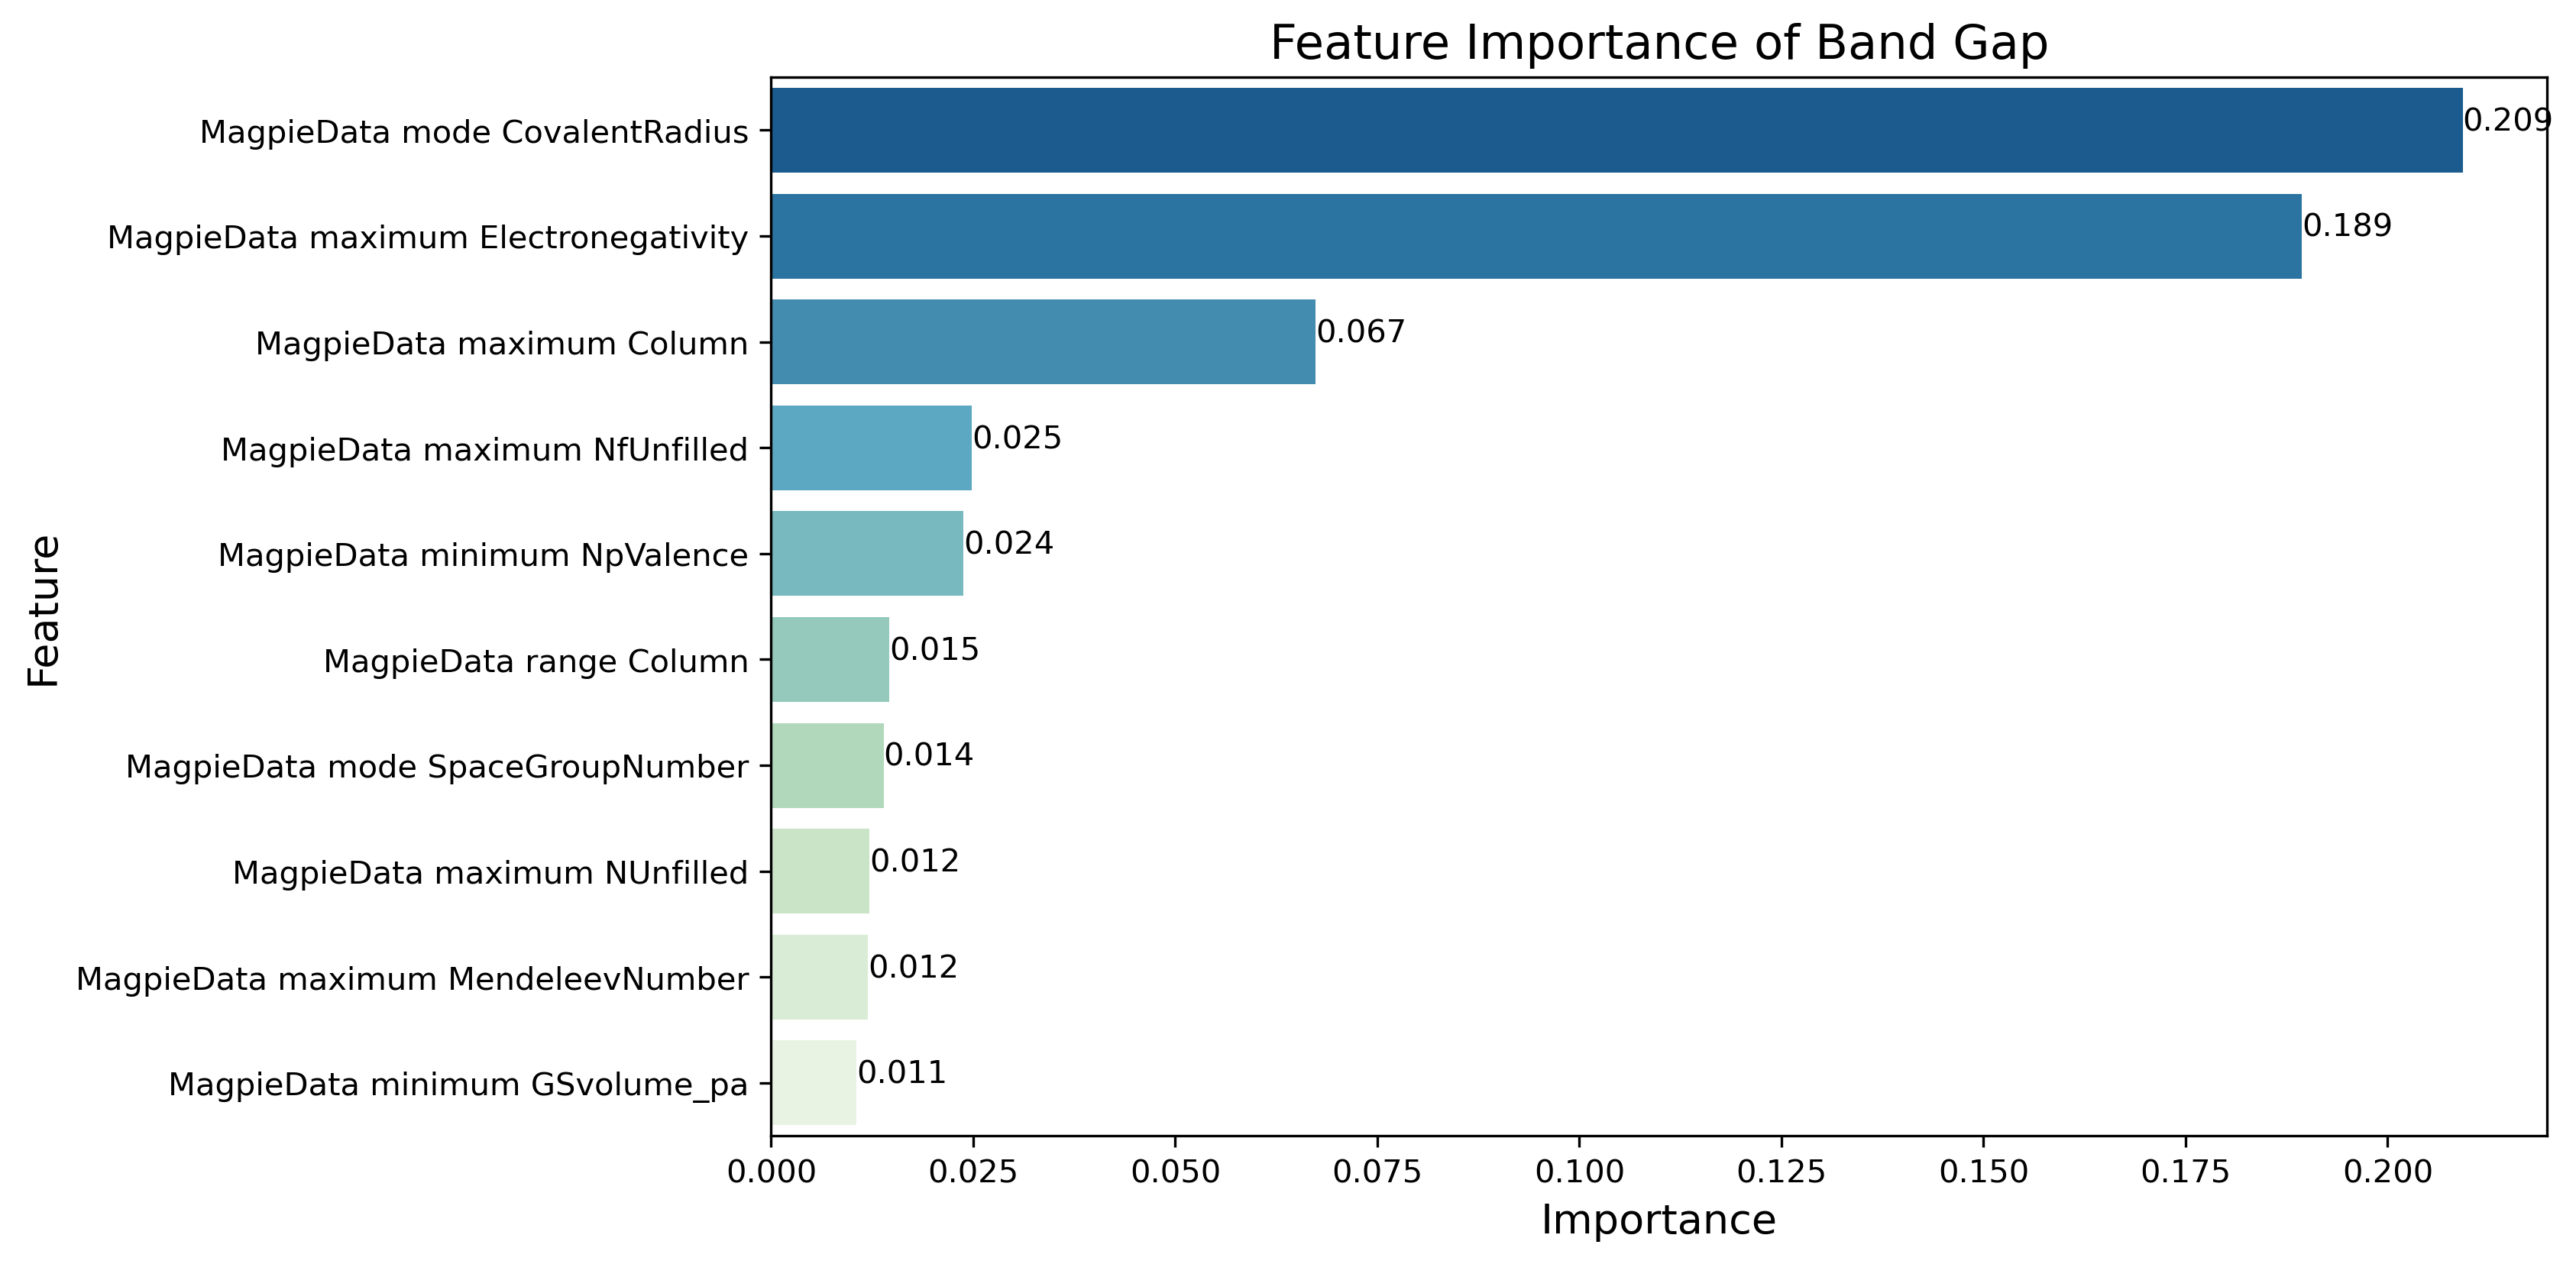 Feature Importance of Band Gap
MagpieData mode CovalentRadius
0.209
MagpieData maximum Electronegativity
0.189
MagpieData maximum Column
0.067
MagpieData maximum NfUnfilled
0.025
MagpieData minimum NpValence
0.024
MagpieData range Column
0.015
MagpieData mode SpaceGroupNumber
0.014
MagpieData maximum NUnfilled
0.012
MagpieData maximum MendeleevNumber
0.012
MagpieData minimum GSvolume_pa
0.011
Feature
0.000 0.025 0.050 0.075 0.100 0.125 0.150 0.175 0.200
Importance